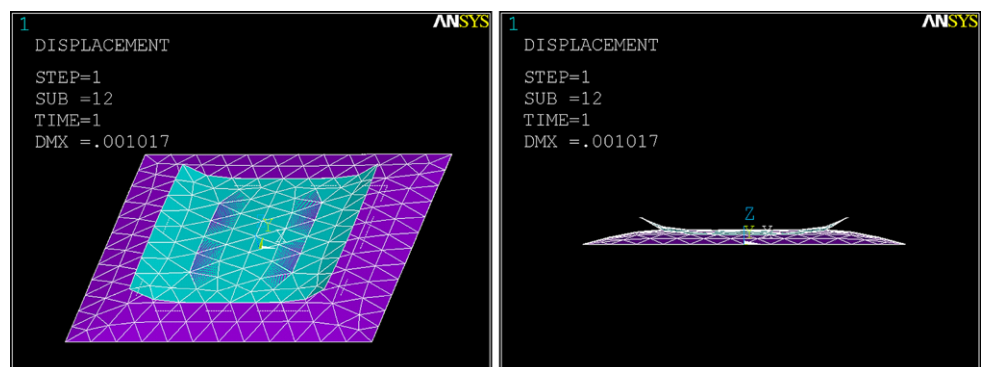 1
ANSYS
DISPLACEMENT
STEP=1
SUB =12
TIME=1
DMX =.001017
1
ANSYS
DISPLACEMENT
STEP=1
SUB =12
TIME=1
DMX =.001017
Z